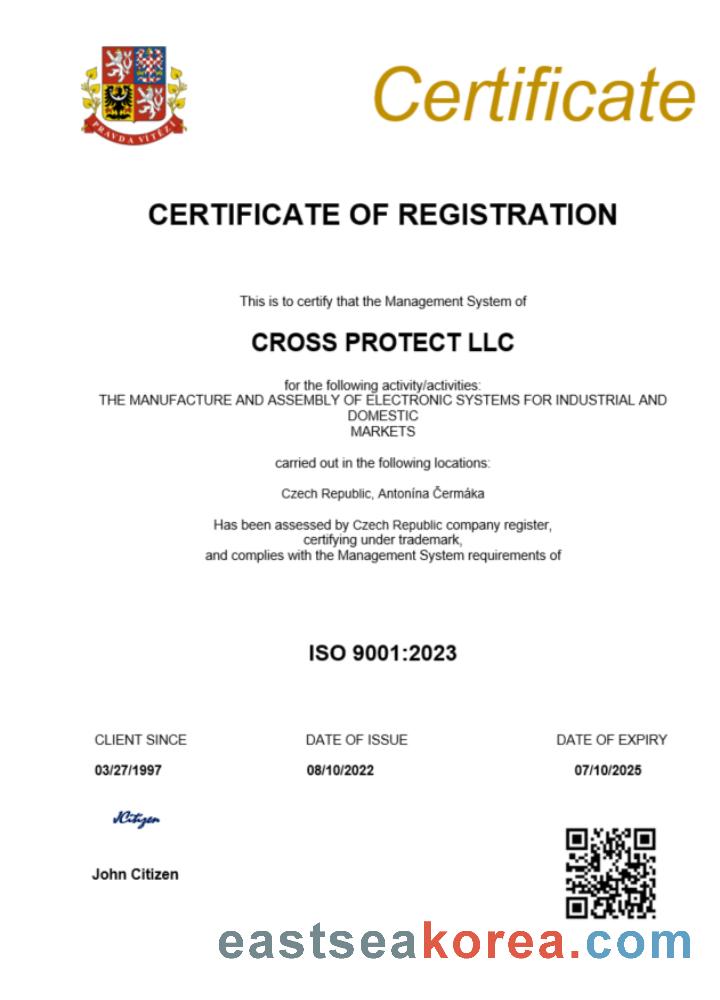 PRAVDA VÍTĚZÍ
Certificate
CERTIFICATE OF REGISTRATION
This is to certify that the Management System of
CROSS PROTECT LLC
for the following activity/activities:
THE MANUFACTURE AND ASSEMBLY OF ELECTRONIC SYSTEMS FOR INDUSTRIAL AND
DOMESTIC
MARKETS
carried out in the following locations:
Czech Republic, Antonína Čermáka
Has been assessed by Czech Republic company register,
certifying under trademark,
and complies with the Management System requirements of
ISO 9001:2023
CLIENT SINCE DATE OF ISSUE DATE OF EXPIRY
03/27/1997 08/10/2022 07/10/2025
JCitizen
John Citizen
eastseakorea.com